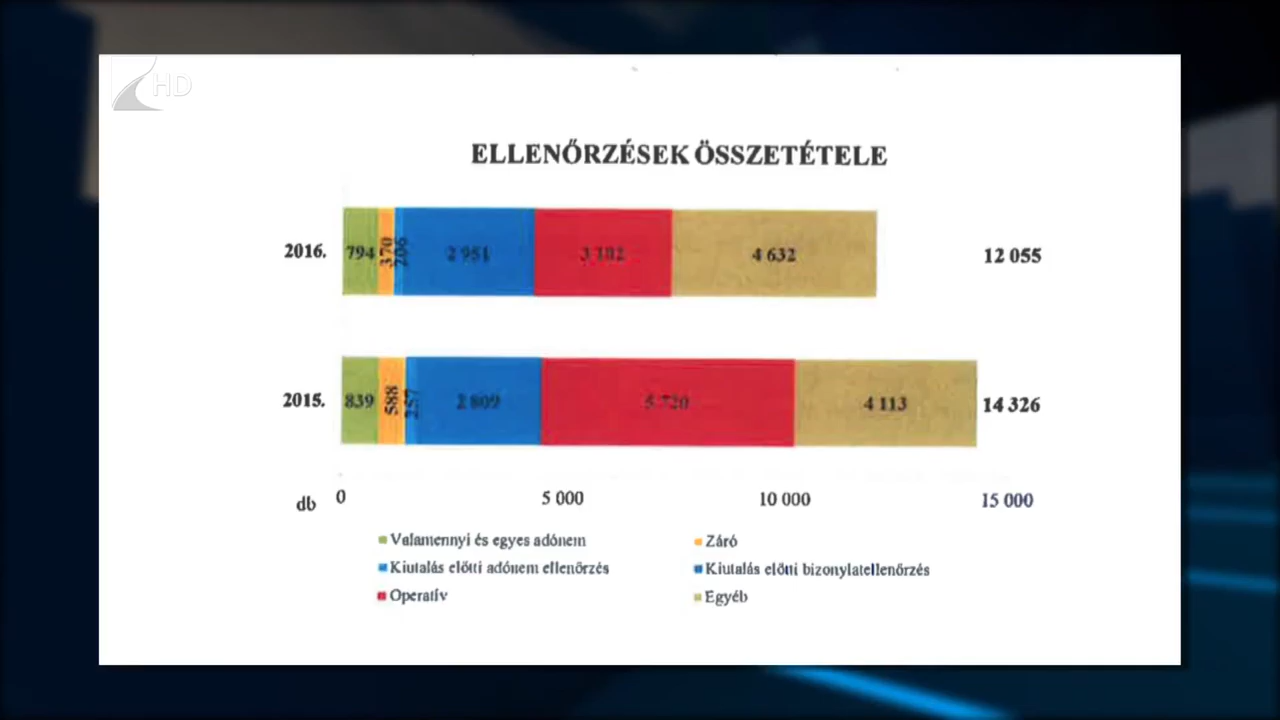 HD
ELLENŐRZÉSEK ÖSSZETÉTELE
2016. 794 370 206 2 951 3 102 4 632 12 055
2015. 839 588 257 2 809 5 720 4 113 14 326
db 0 5 000 10 000 15 000
Valamennyi és egyes adónem Záró
Kiutalás előtti adónem ellenőrzés Kiutalás előtti bizonylatellenőrzés
Operatív Egyéb